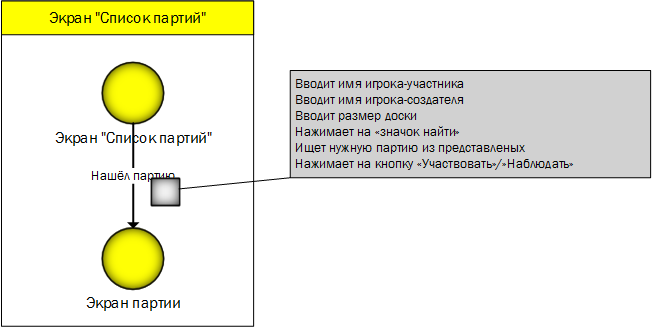 Экран "Список партий"
Экран "Список партий"
Нашёл партию
Экран партии
Вводит имя игрока-участника
Вводит имя игрока-создателя
Вводит размер доски
Нажимает на «значок найти»
Ищет нужную партию из представленых
Нажимает на кнопку «Участвовать»/»Наблюдать»